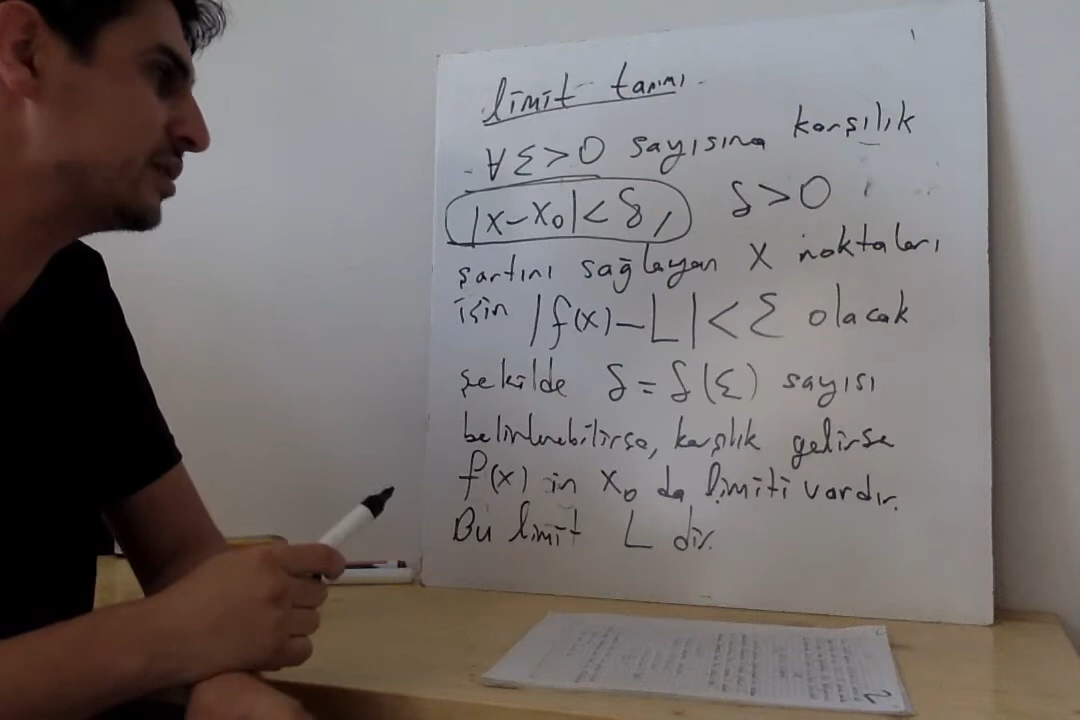 limit tanımı
∀ Ɛ > 0 sayısına karşılık
|x-x₀| < δ, δ > 0
şartını sağlayan x noktaları
için |f(x) - L| < Ɛ olacak
şekilde δ = δ(Ɛ) sayısı
belirlenebilirse, karşılık gelirse
f(x) in x₀ da limiti vardır.
Bu limit L dir.
2